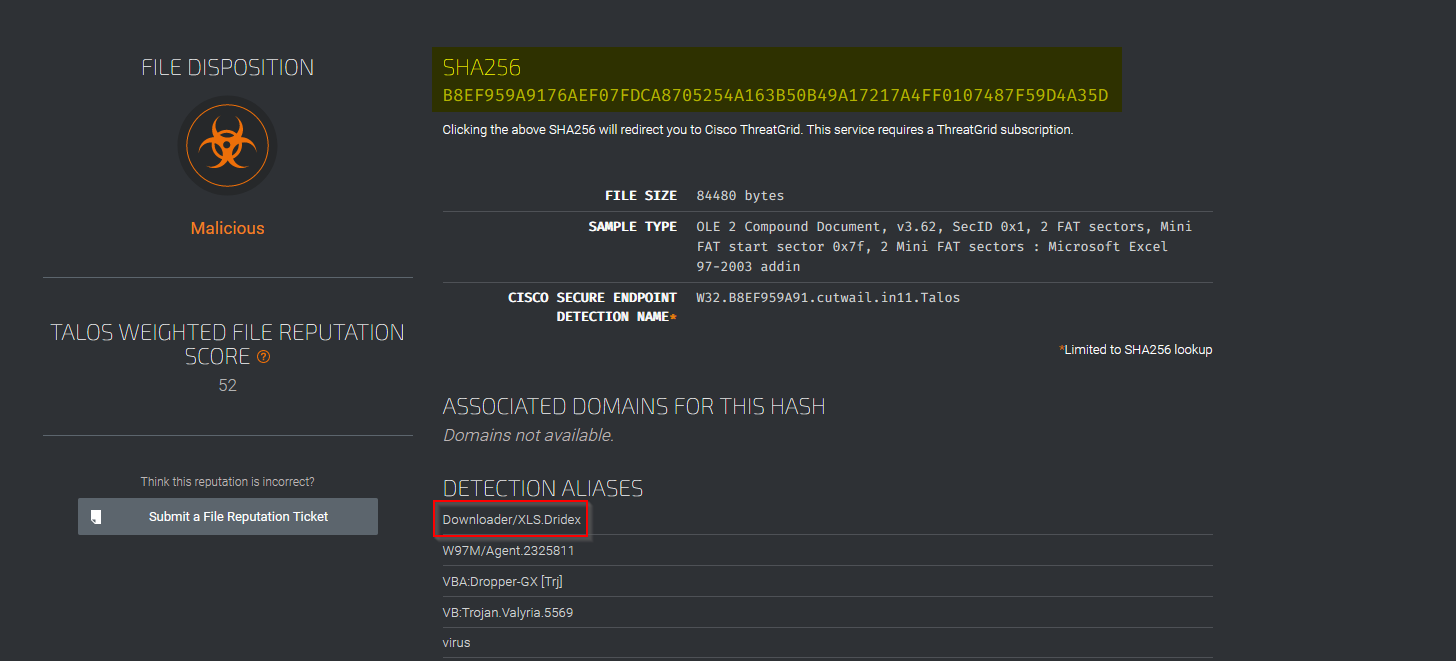 FILE DISPOSITION
Malicious
TALOS WEIGHTED FILE REPUTATION
SCORE ?
52
Think this reputation is incorrect?
Submit a File Reputation Ticket
SHA256
B8EF959A9176AEF07FDCA8705254A163B50B49A17217A4FF0107487F59D4A35D
Clicking the above SHA256 will redirect you to Cisco ThreatGrid. This service requires a ThreatGrid subscription.
FILE SIZE 84480 bytes
SAMPLE TYPE OLE 2 Compound Document, v3.62, SecID 0x1, 2 FAT sectors, Mini
FAT start sector 0x7f, 2 Mini FAT sectors : Microsoft Excel
97-2003 addin
CISCO SECURE ENDPOINT W32.B8EF959A91.cutwail.in11.Talos
DETECTION NAME*
*Limited to SHA256 lookup
ASSOCIATED DOMAINS FOR THIS HASH
Domains not available.
DETECTION ALIASES
Downloader/XLS.Dridex
W97M/Agent.2325811
VBA:Dropper-GX [Trj]
VB:Trojan.Valyria.5569
virus